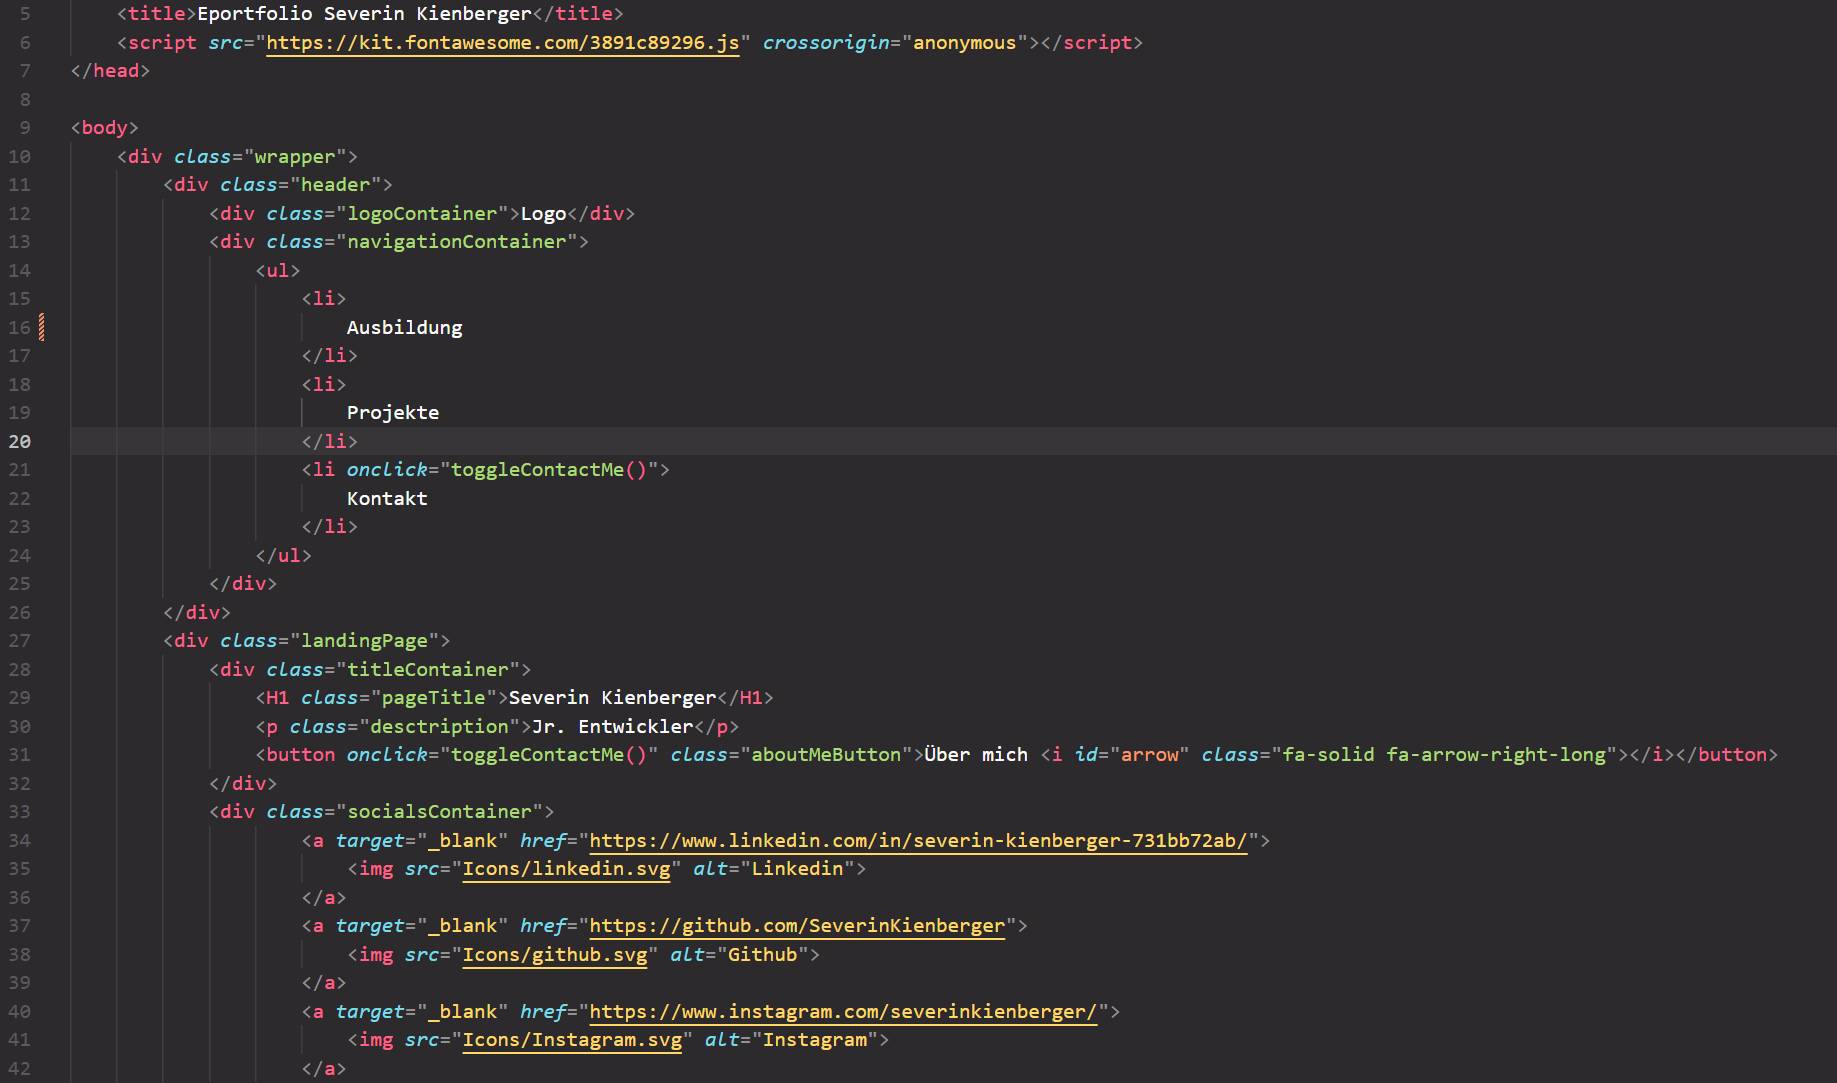 5 <title>Eportfolio Severin Kienberger</title>
6 <script src="https://kit.fontawesome.com/3891c89296.js" crossorigin="anonymous"></script>
7 </head>
8
9 <body>
10 <div class="wrapper">
11 <div class="header">
12 <div class="logoContainer">Logo</div>
13 <div class="navigationContainer">
14 <ul>
15 <li>
16 Ausbildung
17 </li>
18 <li>
19 Projekte
20 </li>
21 <li onclick="toggleContactMe()">
22 Kontakt
23 </li>
24 </ul>
25 </div>
26 </div>
27 <div class="landingPage">
28 <div class="titleContainer">
29 <H1 class="pageTitle">Severin Kienberger</H1>
30 <p class="desctription">Jr. Entwickler</p>
31 <button onclick="toggleContactMe()" class="aboutMeButton">Über mich <i id="arrow" class="fa-solid fa-arrow-right-long"></i></button>
32 </div>
33 <div class="socialsContainer">
34 <a target="_blank" href="https://www.linkedin.com/in/severin-kienberger-731bb72ab/">
35 <img src="Icons/linkedin.svg" alt="Linkedin">
36 </a>
37 <a target="_blank" href="https://github.com/SeverinKienberger">
38 <img src="Icons/github.svg" alt="Github">
39 </a>
40 <a target="_blank" href="https://www.instagram.com/severinkienberger/">
41 <img src="Icons/Instagram.svg" alt="Instagram">
42 </a>